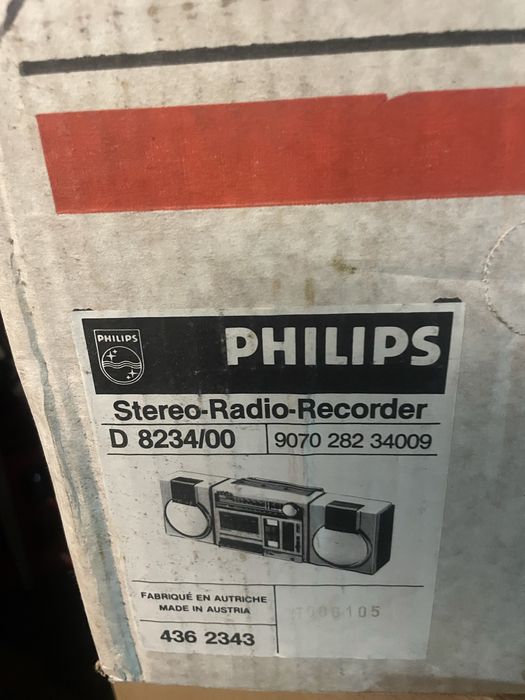 PHILIPS
PHILIPS
Stereo-Radio-Recorder
D 8234/00
9070 282 34009
FABRIQUÉ EN AUTRICHE
MADE IN AUSTRIA
436 2343